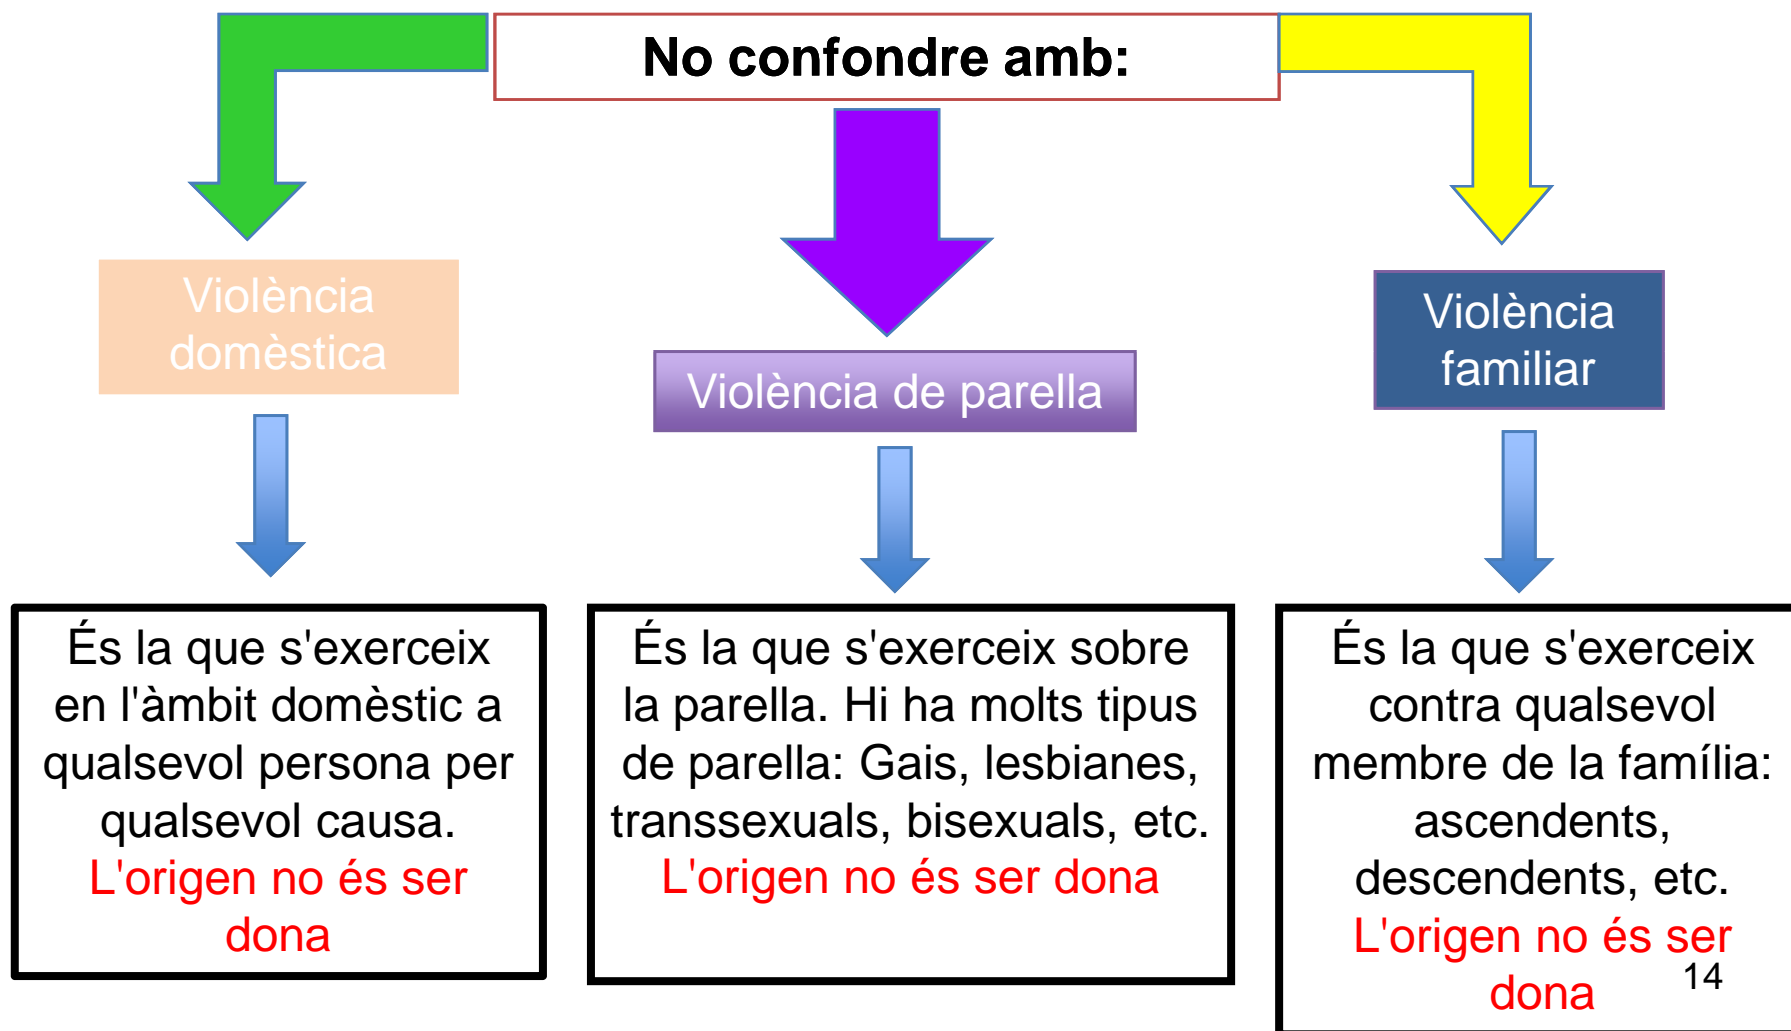 No confondre amb:
Violència
domèstica
Violència de parella
Violència
familiar
És la que s'exerceix
en l'àmbit domèstic a
qualsevol persona per
qualsevol causa.
L'origen no és ser
dona
És la que s'exerceix sobre
la parella. Hi ha molts tipus
de parella: Gais, lesbianes,
transsexuals, bisexuals, etc.
L'origen no és ser dona
És la que s'exerceix
contra qualsevol
membre de la família:
ascendents,
descendents, etc.
L'origen no és ser
dona
14